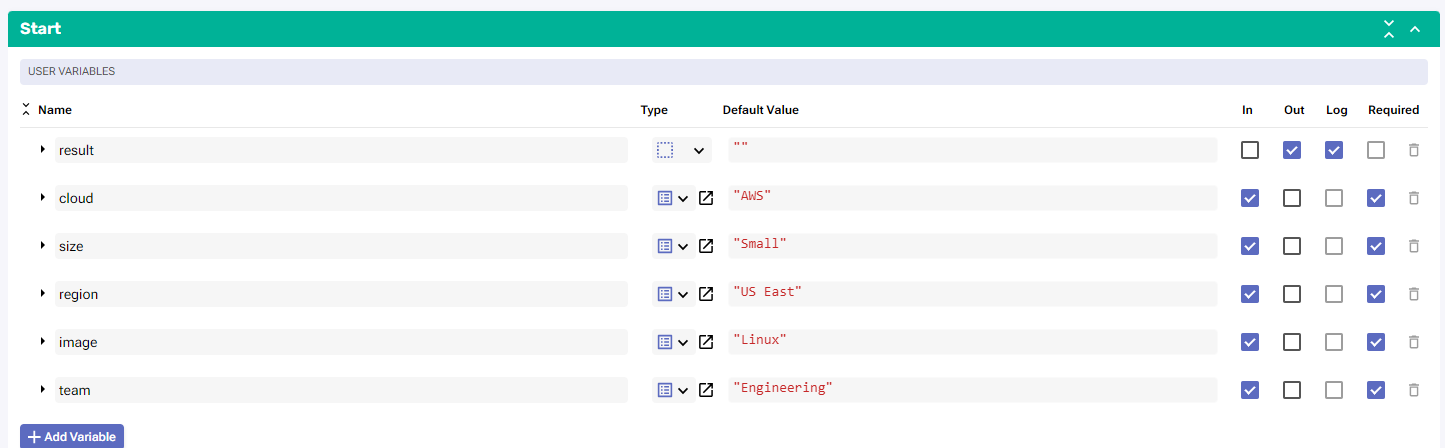 Start
USER VARIABLES
Name Type Default Value In Out Log Required
result ""
cloud "AWS"
size "Small"
region "US East"
image "Linux"
team "Engineering"
+ Add Variable